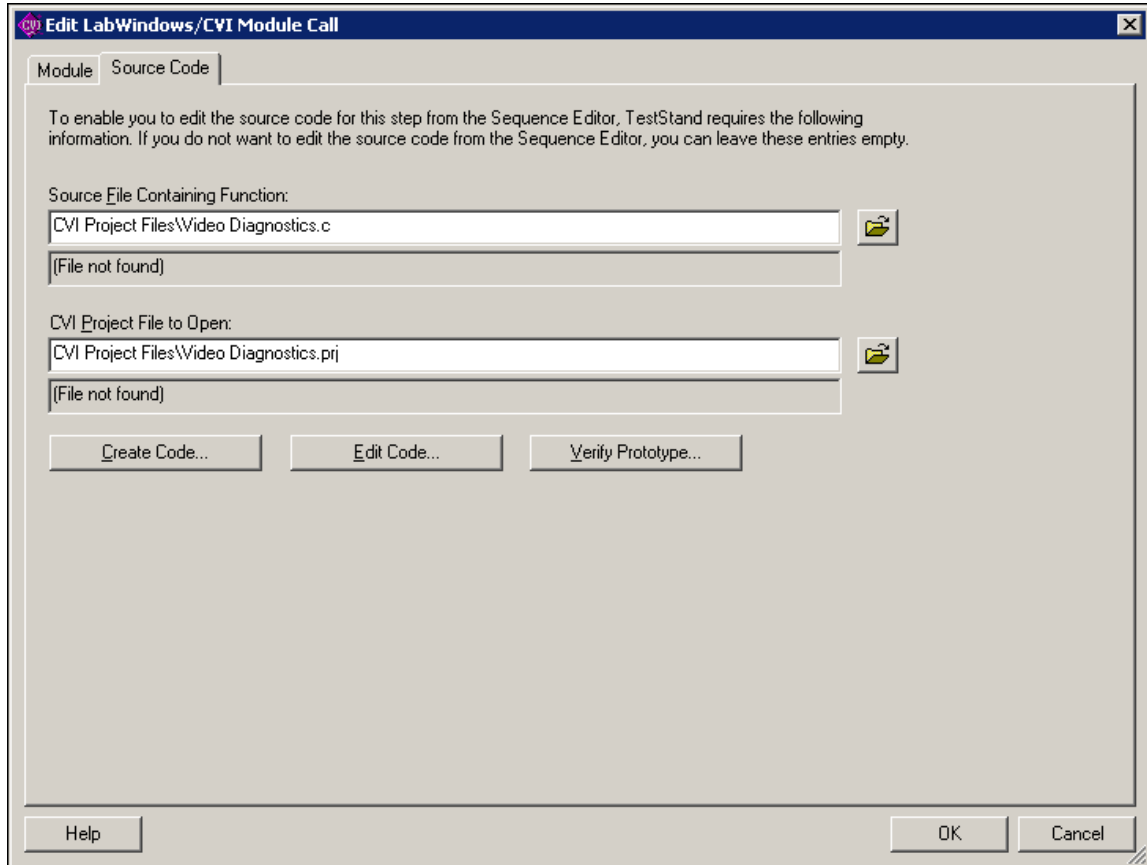 CVI Edit LabWindows/CVI Module Call
Module Source Code
To enable you to edit the source code for this step from the Sequence Editor, TestStand requires the following
information. If you do not want to edit the source code from the Sequence Editor, you can leave these entries empty.
Source File Containing Function:
CVI Project Files\Video Diagnostics.c
(File not found)
CVI Project File to Open:
CVI Project Files\Video Diagnostics.prj
(File not found)
Create Code... Edit Code... Verify Prototype...
Help OK Cancel